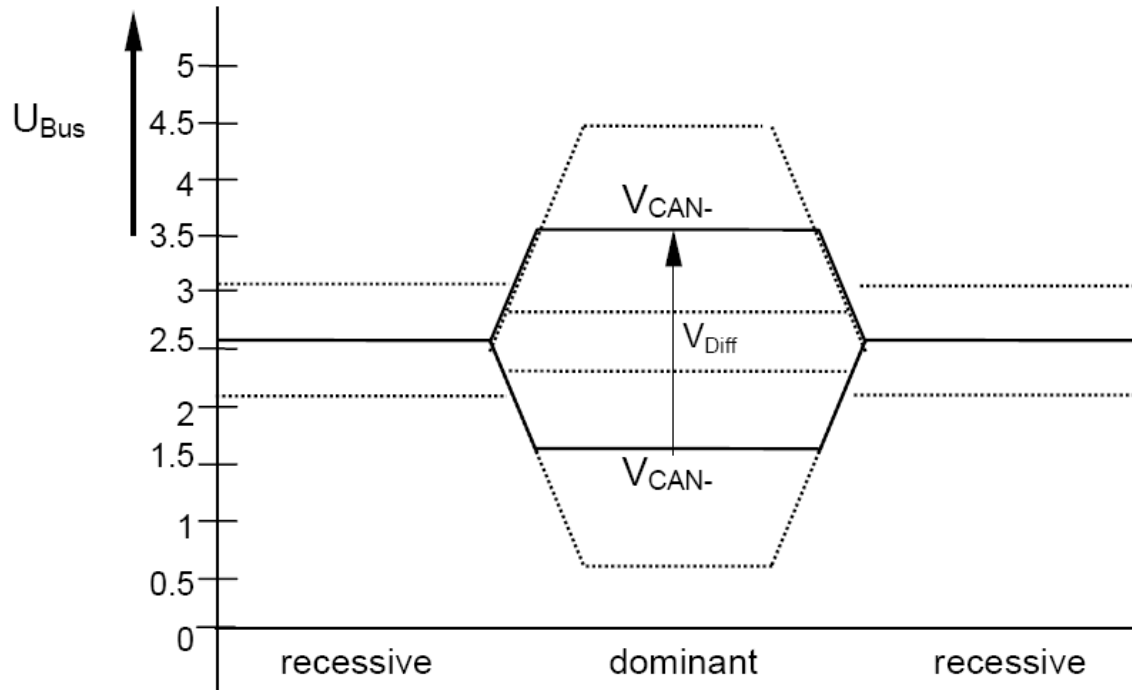 5
U_Bus
4.5
4
V_CAN-
3.5
3
V_Diff
2.5
2
1.5
V_CAN-
1
0.5
0
recessive dominant recessive